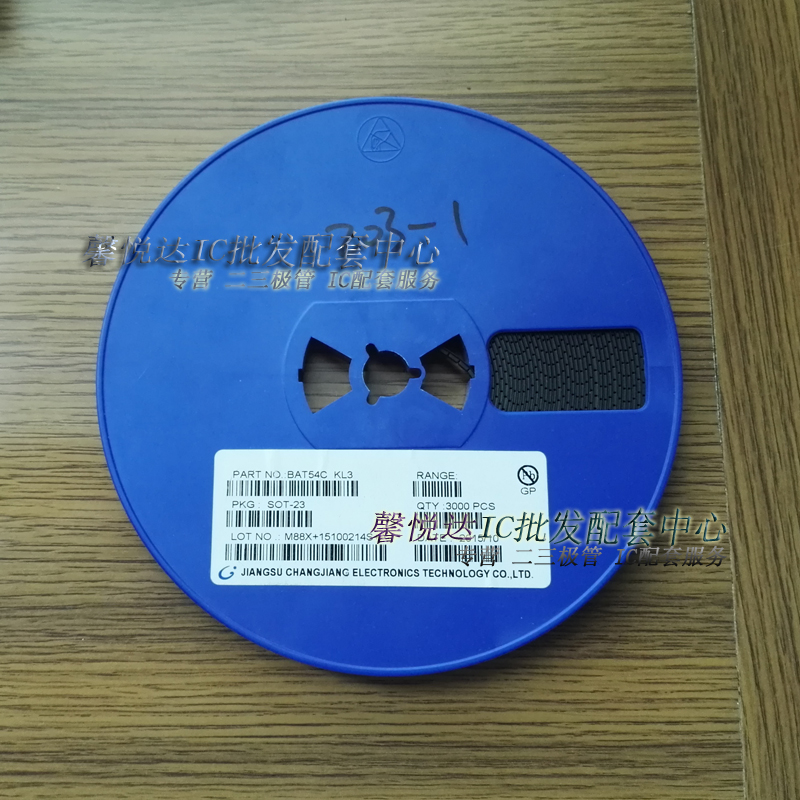 馨悦达IC批发配套中心
专营 二三极管 IC配套服务
PART NO.:BAT54C KL3
RANGE:
PKG : SOT-23
QTY :3000 PCS
LOT NO : M88X+15100214S
2015/10
馨悦达IC批发配套中心
专营 二三极管 IC配套服务
GP
JIANGSU CHANGJIANG ELECTRONICS TECHNOLOGY CO.,LTD.